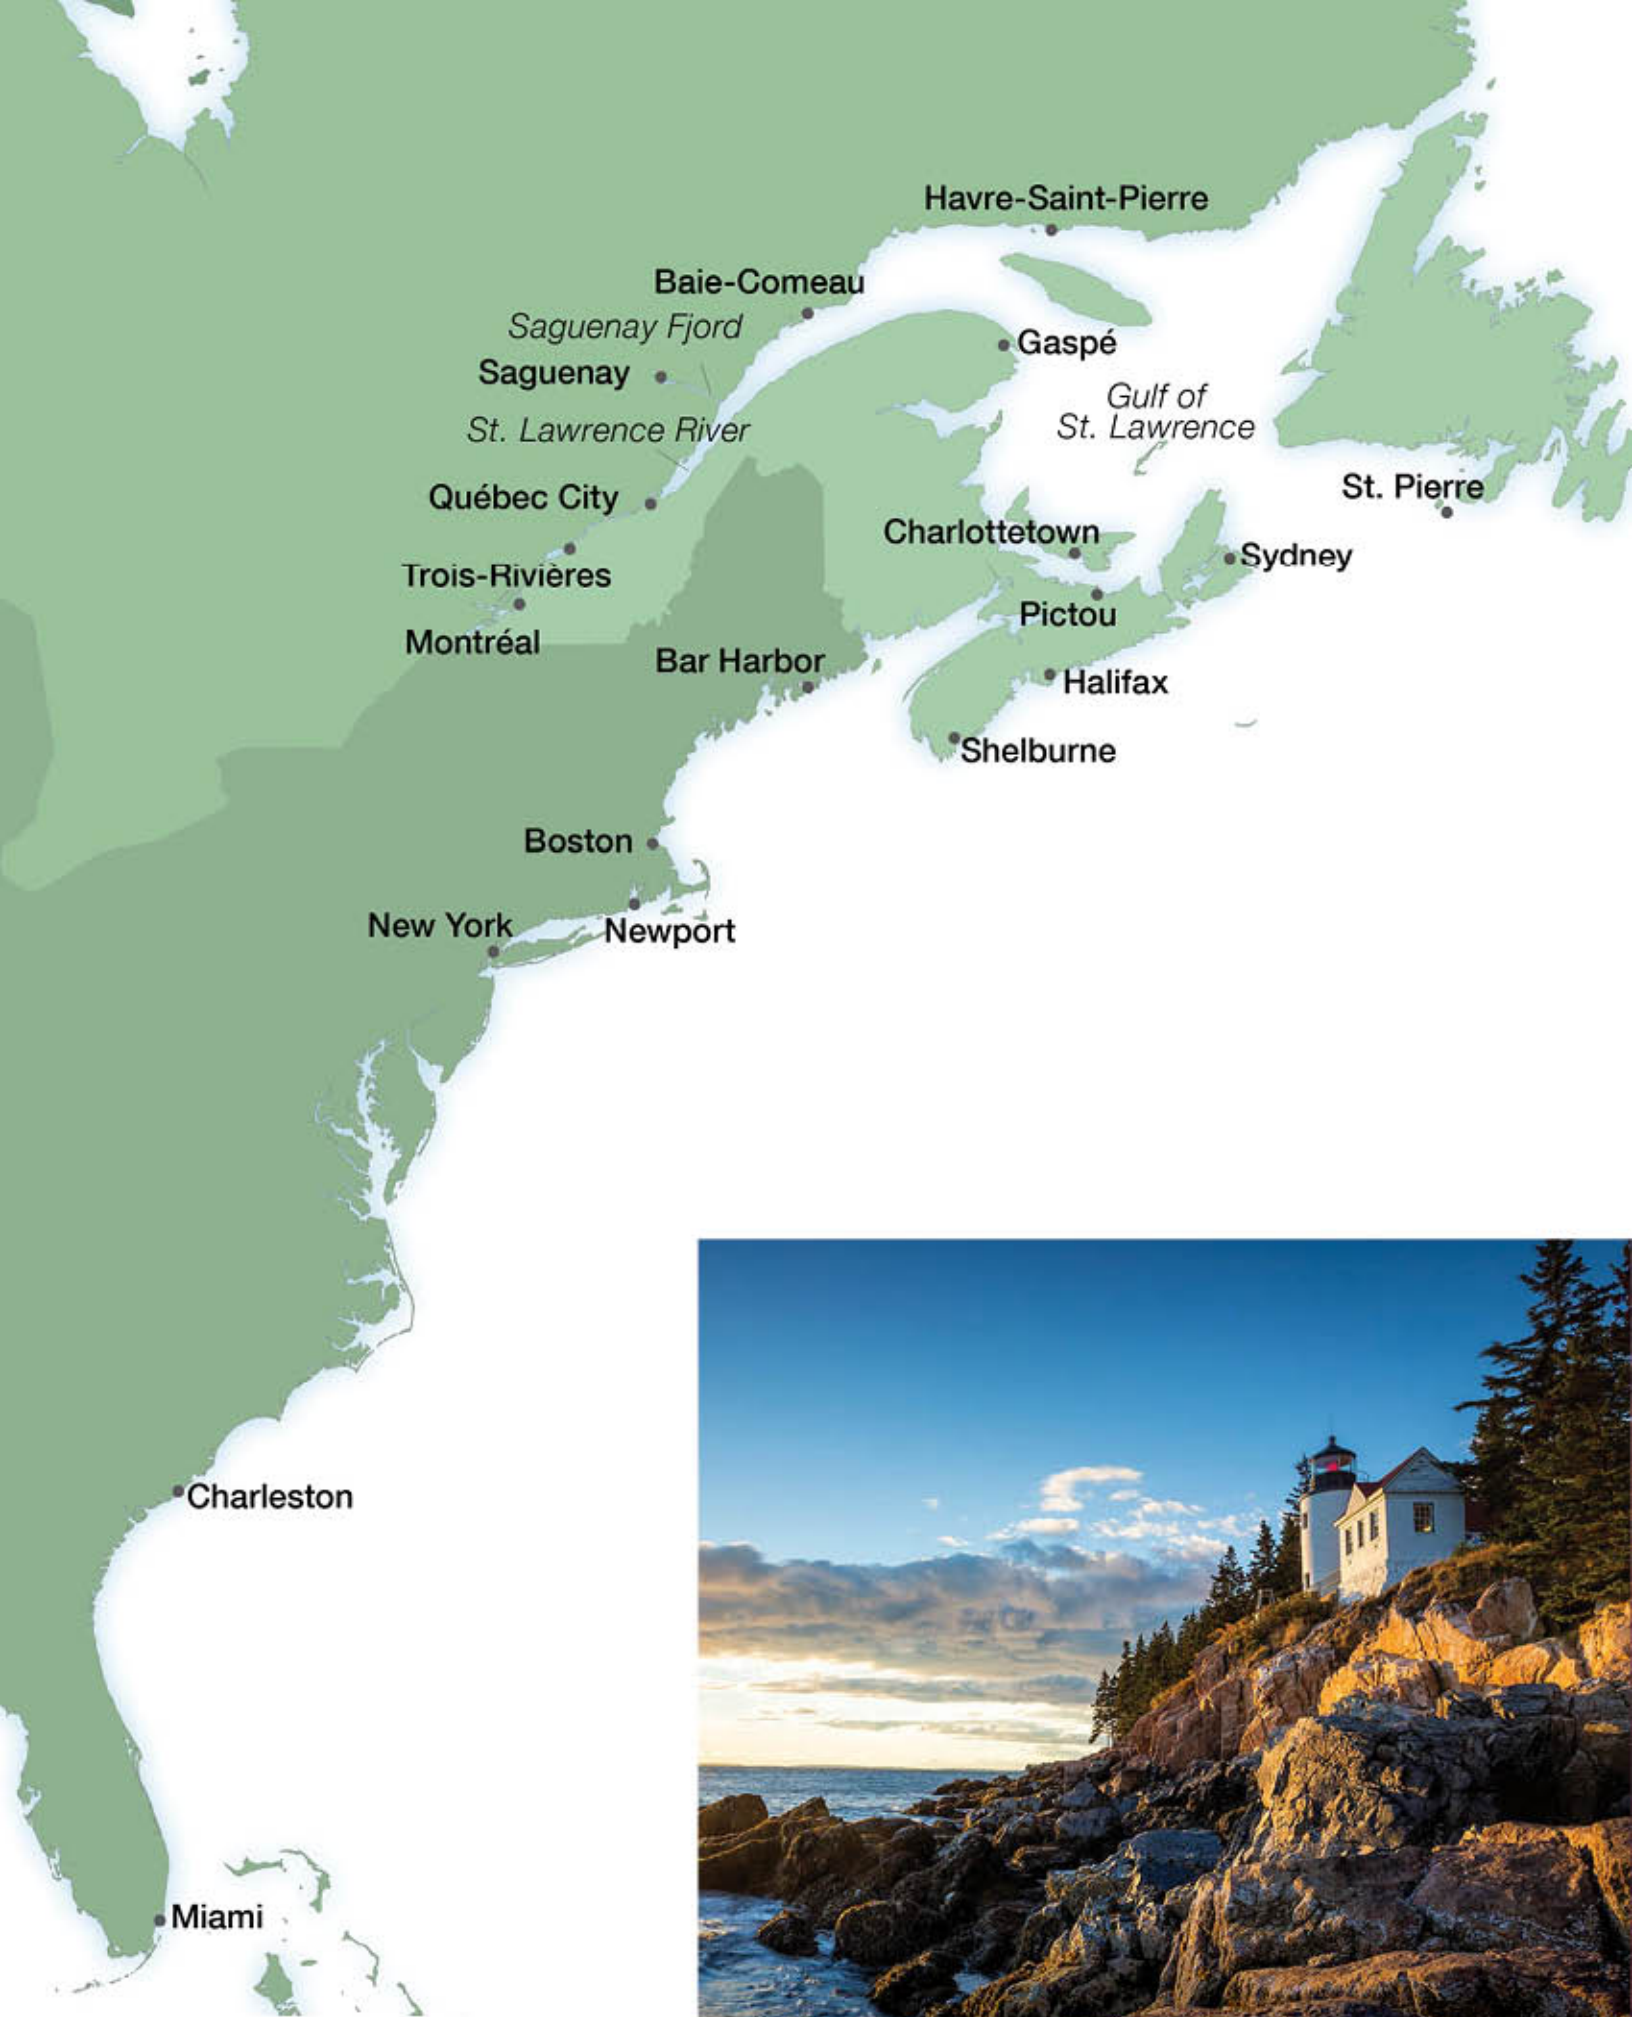 Havre-Saint-Pierre
Baie-Comeau
Saguenay Fjord
Gaspé
Saguenay
Gulf of
St. Lawrence
St. Lawrence River
St. Pierre
Québec City
Charlottetown
Sydney
Trois-Rivières
Pictou
Montréal
Bar Harbor
Halifax
Shelburne
Boston
New York
Newport
Charleston
Miami